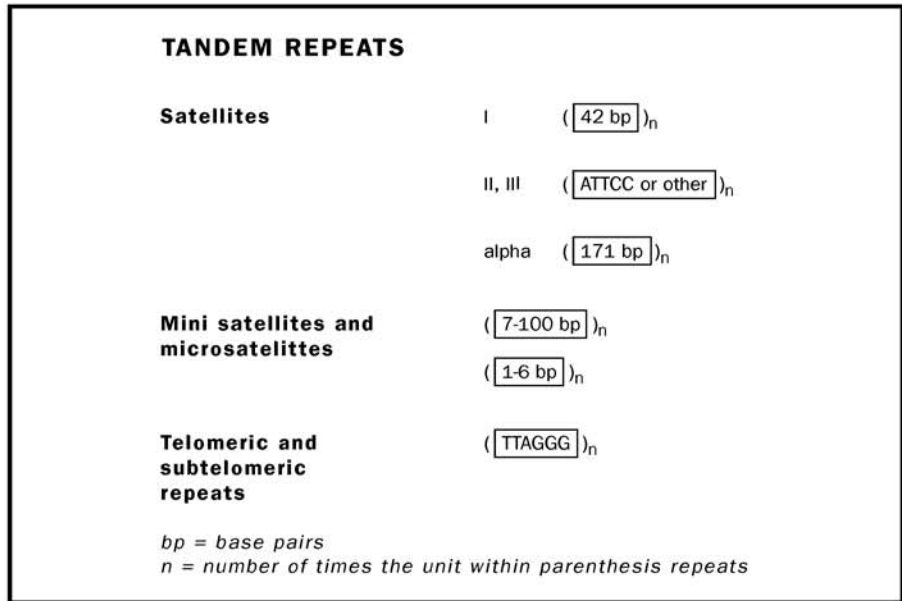 TANDEM REPEATS
Satellites I ( 42 bp )n
II, III ( ATTCC or other )n
alpha ( 171 bp )n
Mini satellites and ( 7-100 bp )n
microsatelittes
( 1-6 bp )n
Telomeric and ( TTAGGG )n
subtelomeric
repeats
bp = base pairs
n = number of times the unit within parenthesis repeats